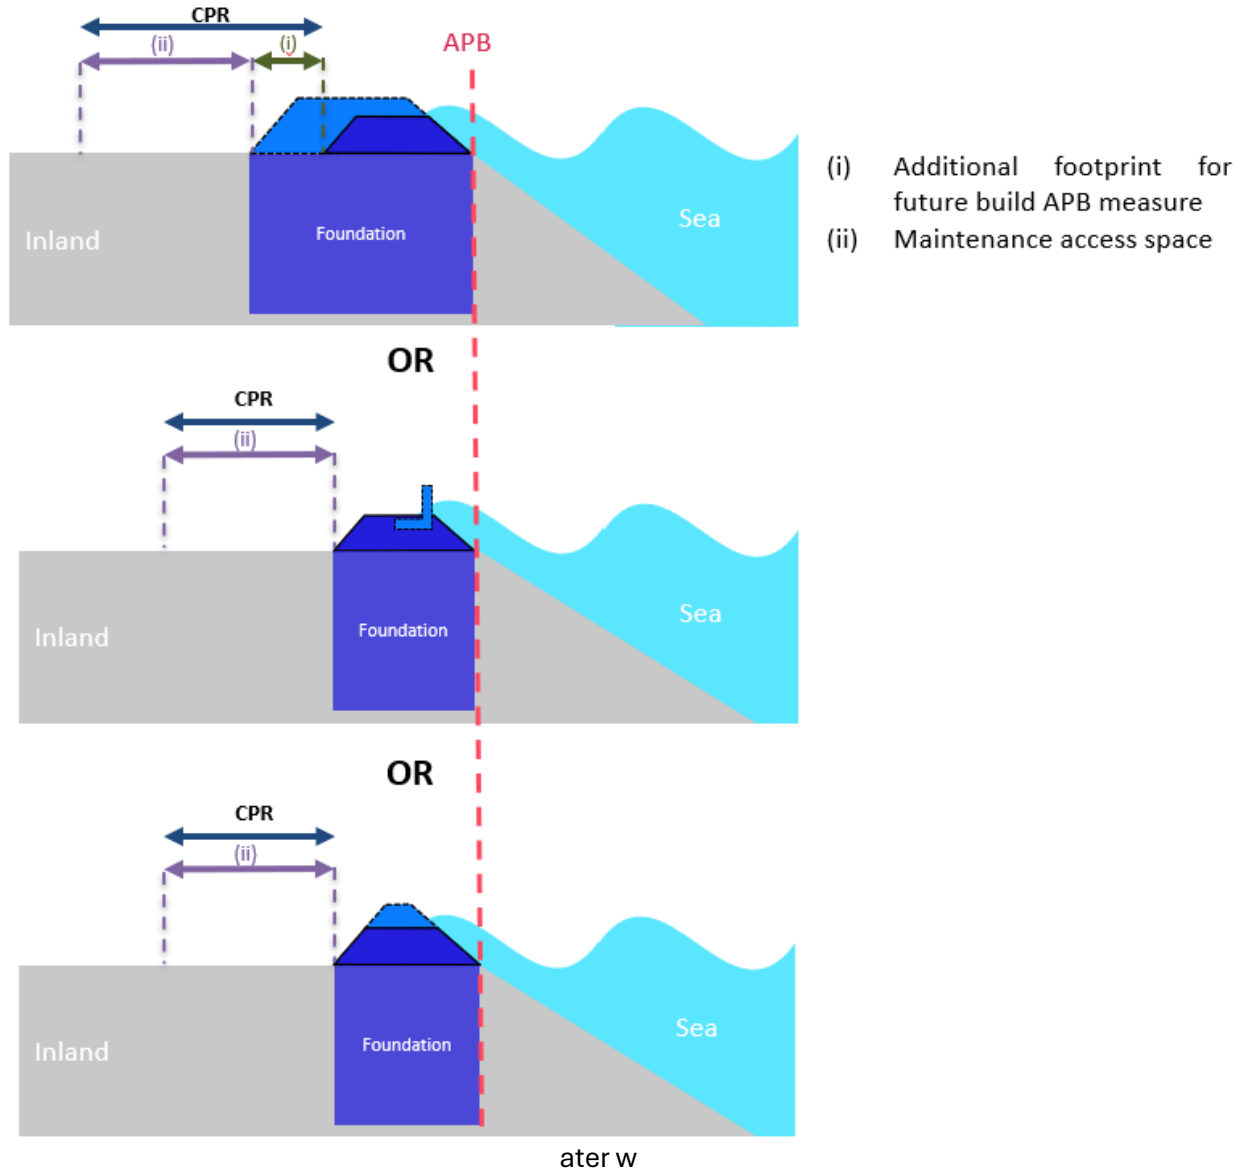 CPR
(ii)
(i)
APB
Inland
Foundation
Sea
(i) Additional footprint for
future build APB measure
(ii) Maintenance access space
OR
CPR
(ii)
Inland
Foundation
Sea
OR
CPR
(ii)
Inland
Foundation
Sea
ater w